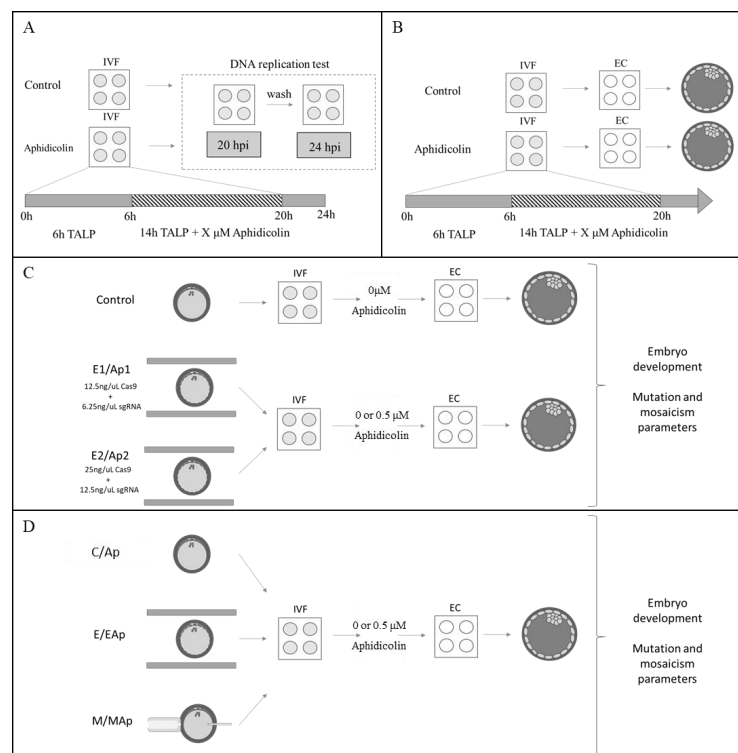 A
IVF
DNA replication test
Control
wash
IVF
Aphidicolin
20 hpi
24 hpi
0h
6h
20h
24h
6h TALP
14h TALP + X μM Aphidicolin
B
IVF
EC
Control
IVF
EC
Aphidicolin
0h
6h
20h
6h TALP
14h TALP + X μM Aphidicolin
C
IVF
EC
Control
0μM
Aphidicolin
E1/Ap1
12.5ng/uL Cas9
+
6.25ng/uL sgRNA
IVF
EC
0 or 0.5 μM
Aphidicolin
E2/Ap2
25ng/uL Cas9
+
12.5ng/uL sgRNA
Embryo
development
Mutation and
mosaicism
parameters
D
C/Ap
IVF
EC
E/EAp
0 or 0.5 μM
Aphidicolin
M/MAp
Embryo
development
Mutation and
mosaicism
parameters